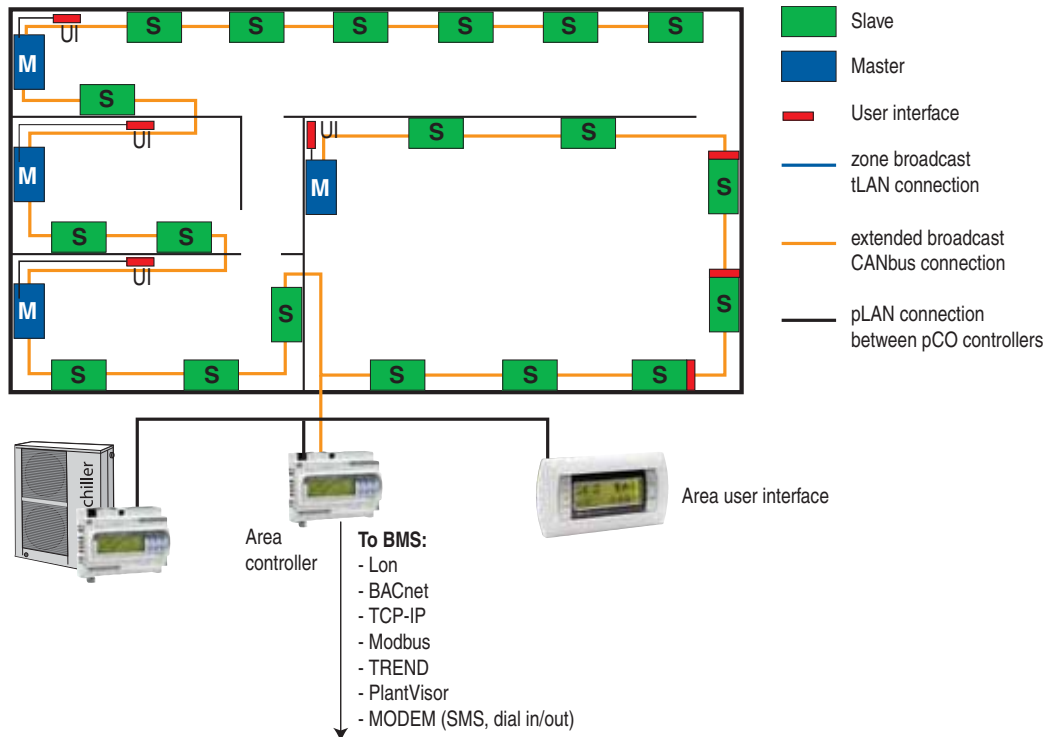 UI
S
S
S
S
S
S
M
S
UI
M
S
S
UI
M
S
S
S
UI
M
S
S
S
S
S
S
S
Slave
Master
User interface
zone broadcast
tLAN connection
extended broadcast
CANbus connection
pLAN connection
between pCO controllers
chiller
Area
controller
Area user interface
To BMS:
- Lon
- BACnet
- TCP-IP
- Modbus
- TREND
- PlantVisor
- MODEM (SMS, dial in/out)